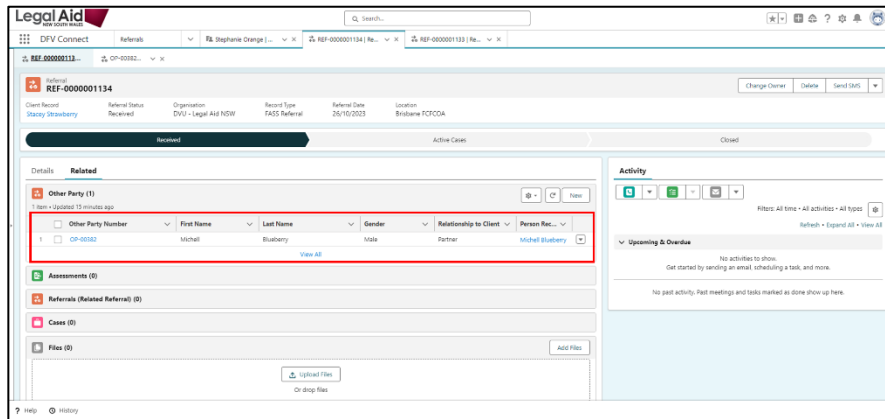 Legal Aid
NEW SOUTH WALES
Search...
DFV Connect
Referrals
Stephanie Orange | ...
REF-0000001134 | Re...
REF-0000001133 | Re...
REF-000000113...
OP-00382...
Referral
REF-0000001134
Change Owner
Delete
Send SMS
Client Record
Referral Status
Organisation
Record Type
Referral Date
Location
Stacey Strawberry
Received
DVU - Legal Aid NSW
FASS Referral
26/10/2023
Brisbane FCFCOA
Received
Active Cases
Closed
Details
Related
Other Party (1)
1 item • Updated 15 minutes ago
New
Other Party Number
First Name
Last Name
Gender
Relationship to Client
Person Rec...
1
OP-00382
Michell
Blueberry
Male
Partner
Michell Blueberry
View All
Assessments (0)
Referrals (Related Referral) (0)
Cases (0)
Files (0)
Add Files
Upload Files
Or drop files
Activity
Filters: All time • All activities • All types
Refresh • Expand All • View All
Upcoming & Overdue
No activities to show.
Get started by sending an email, scheduling a task, and more.
No past activity. Past meetings and tasks marked as done show up here.
? Help
History